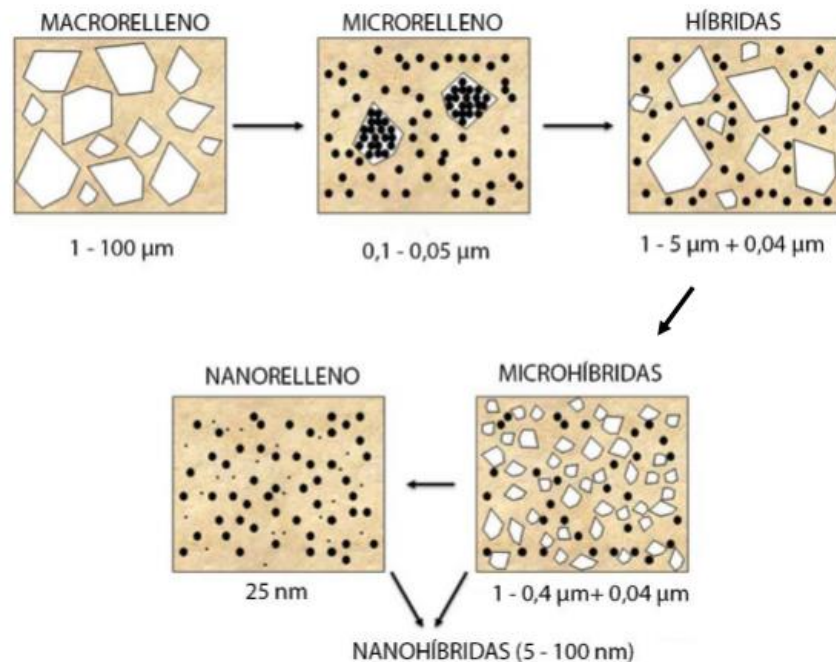 MACRORELLENO
MICRORELLENO
HÍBRIDAS
1 - 100 µm
0,1 - 0,05 µm
1 - 5 µm + 0,04 µm
NANORELLENO
MICROHÍBRIDAS
25 nm
1 - 0,4 µm+ 0,04 µm
NANOHÍBRIDAS (5 - 100 nm)